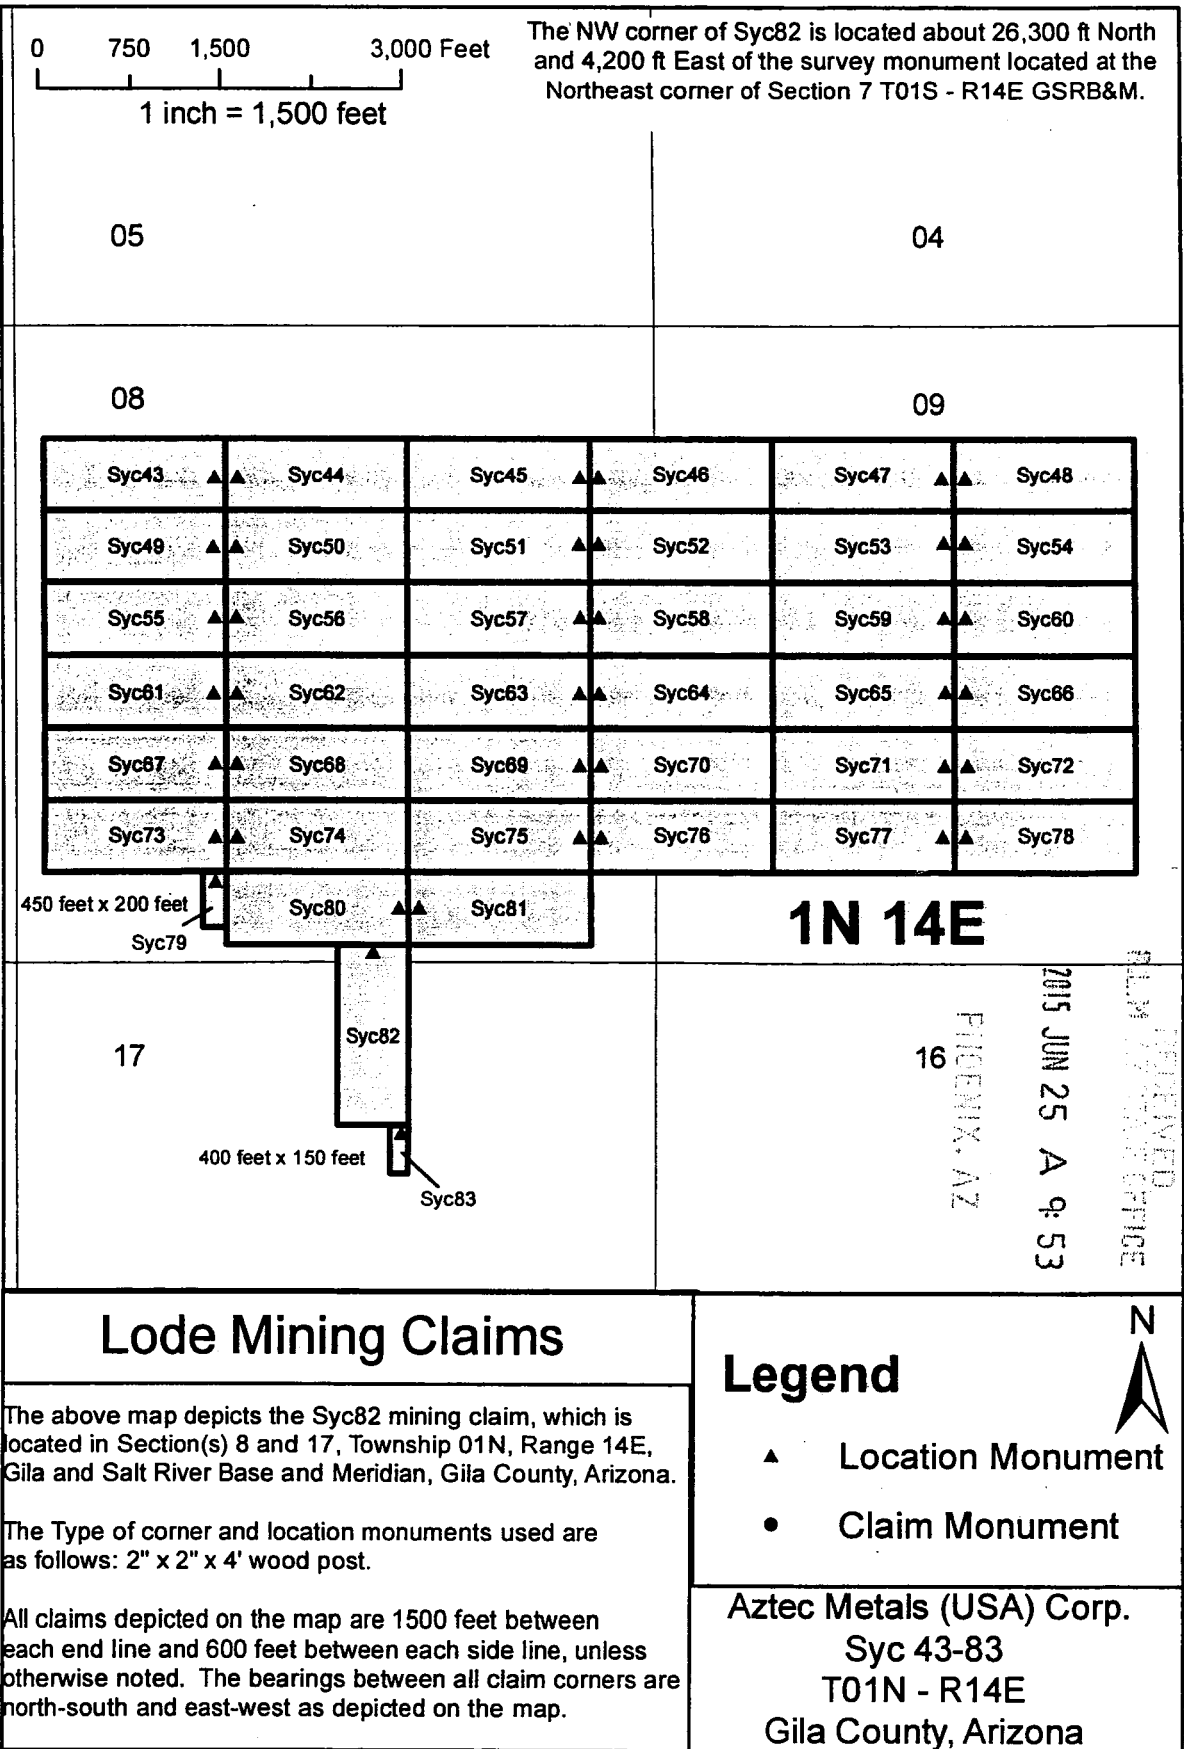 0 750 1,500 3,000 Feet
1 inch = 1,500 feet
The NW corner of Syc82 is located about 26,300 ft North
and 4,200 ft East of the survey monument located at the
Northeast corner of Section 7 T01S - R14E GSRB&M.
05 04
08 09
Syc43 Syc44 Syc45 Syc46 Syc47 Syc48
Syc49 Syc50 Syc51 Syc52 Syc53 Syc54
Syc55 Syc56 Syc57 Syc58 Syc59 Syc60
Syc61 Syc62 Syc63 Syc64 Syc65 Syc66
Syc67 Syc68 Syc69 Syc70 Syc71 Syc72
Syc73 Syc74 Syc75 Syc76 Syc77 Syc78
450 feet x 200 feet
Syc79
Syc80 Syc81
1N 14E
17 Syc82 16
400 feet x 150 feet
Syc83
RECEIVED
OFFICE
2015 JUN 25 A 9:53
PHOENIX, AZ
Lode Mining Claims
The above map depicts the Syc82 mining claim, which is
located in Section(s) 8 and 17, Township 01N, Range 14E,
Gila and Salt River Base and Meridian, Gila County, Arizona.
The Type of corner and location monuments used are
as follows: 2" x 2" x 4' wood post.
All claims depicted on the map are 1500 feet between
each end line and 600 feet between each side line, unless
otherwise noted. The bearings between all claim corners are
north-south and east-west as depicted on the map.
Legend
N
Location Monument
Claim Monument
Aztec Metals (USA) Corp.
Syc 43-83
T01N - R14E
Gila County, Arizona